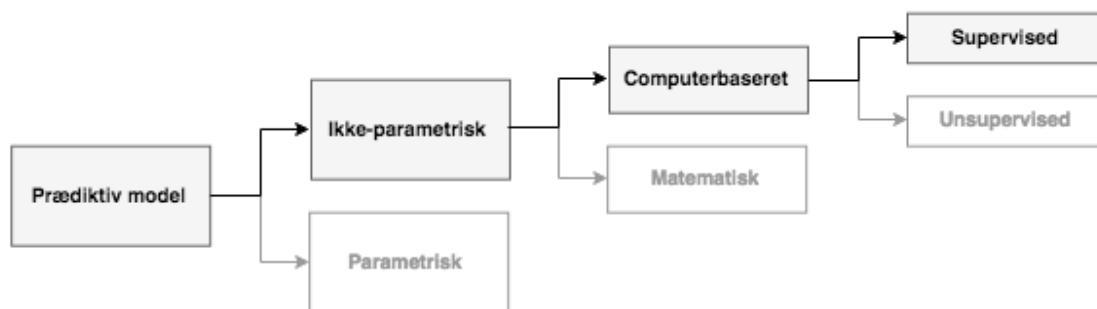 Supervised
Computerbaseret
Unsupervised
Ikke-parametrisk
Matematisk
Prædiktiv model
Parametrisk